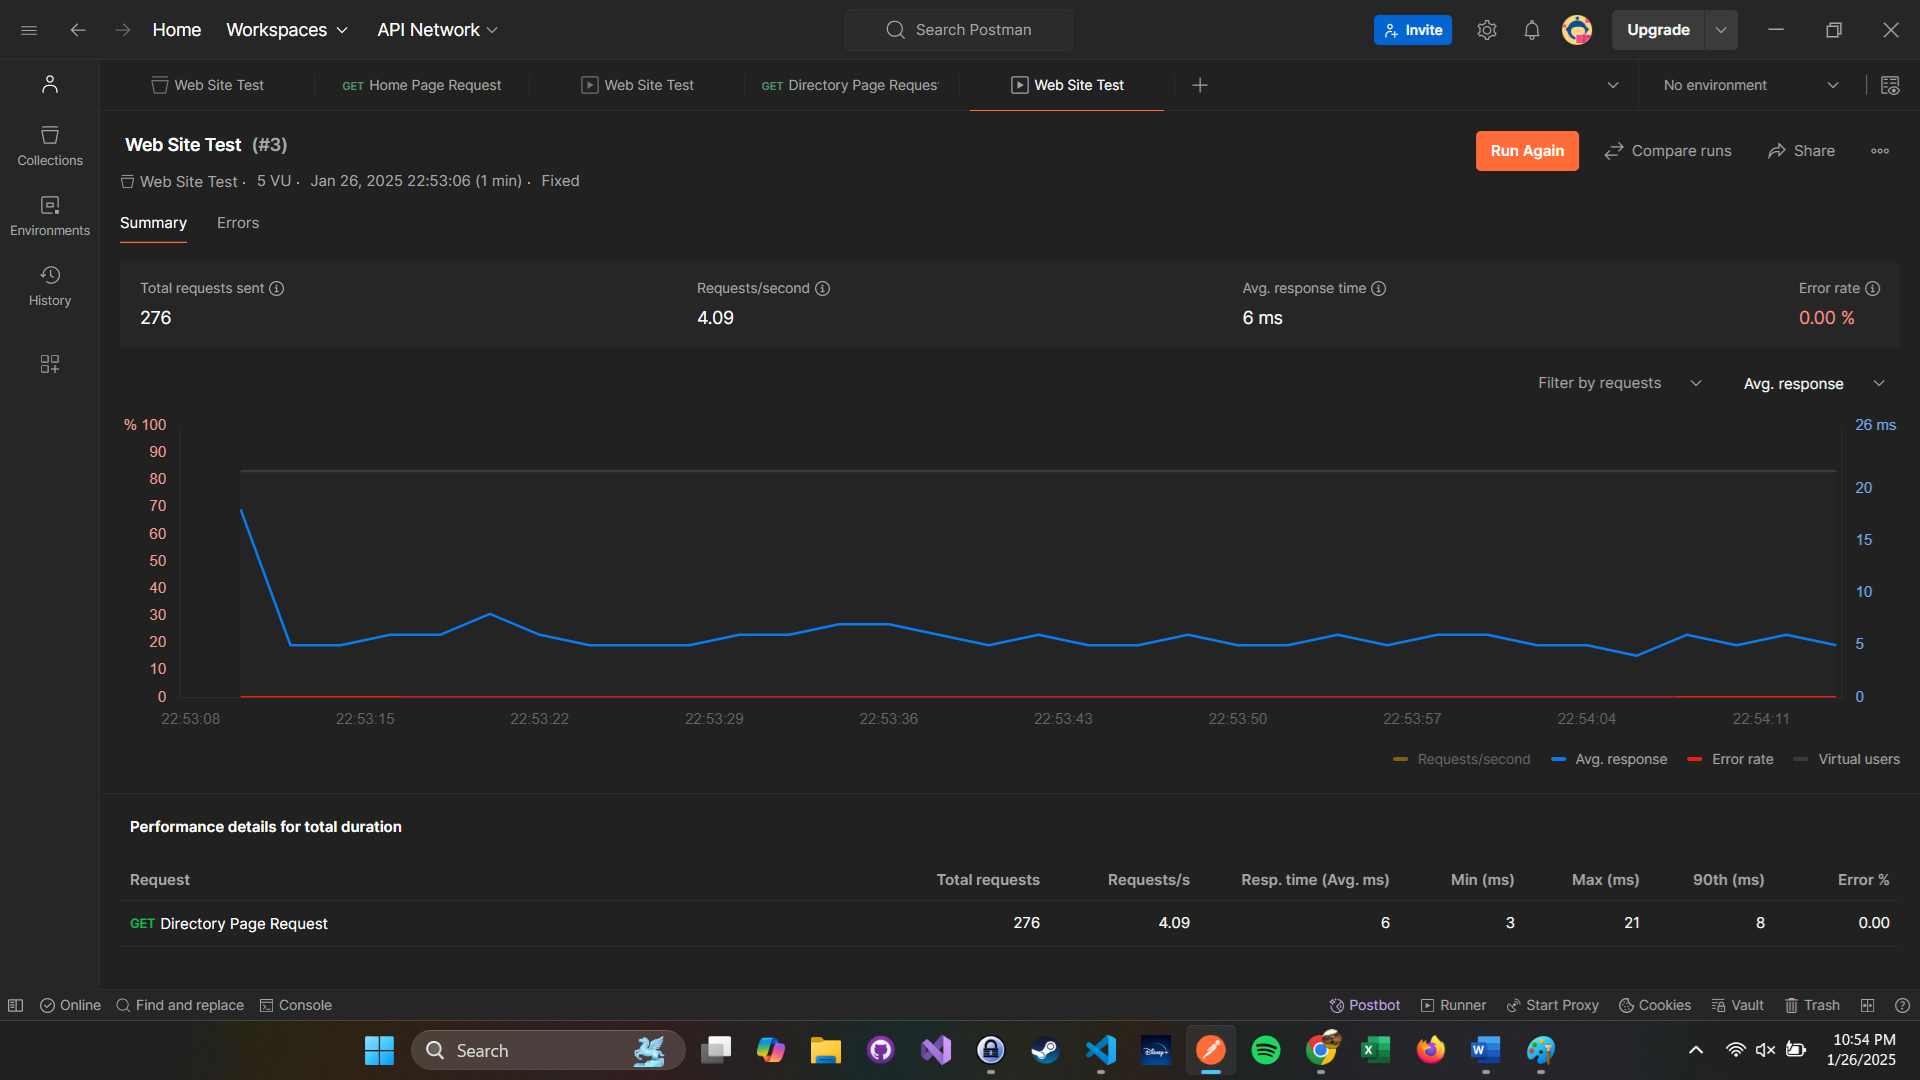 Home Workspaces API Network Search Postman Invite Upgrade
Web Site Test GET Home Page Request Web Site Test GET Directory Page Reques Web Site Test No environment
Collections
Environments
History
Web Site Test (#3) Run Again Compare runs Share
Web Site Test · 5 VU · Jan 26, 2025 22:53:06 (1 min) · Fixed
Summary Errors
Total requests sent Requests/second Avg. response time Error rate
276 4.09 6 ms 0.00 %
Filter by requests Avg. response
% 100 26 ms
90
80 20
70
60 15
50
40 10
30
20 5
10
0 0
22:53:08 22:53:15 22:53:22 22:53:29 22:53:36 22:53:43 22:53:50 22:53:57 22:54:04 22:54:11
Requests/second Avg. response Error rate Virtual users
Performance details for total duration
Request Total requests Requests/s Resp. time (Avg. ms) Min (ms) Max (ms) 90th (ms) Error %
GET Directory Page Request 276 4.09 6 3 21 8 0.00
Online Find and replace Console Postbot Runner Start Proxy Cookies Vault Trash
Search 10:54 PM
1/26/2025